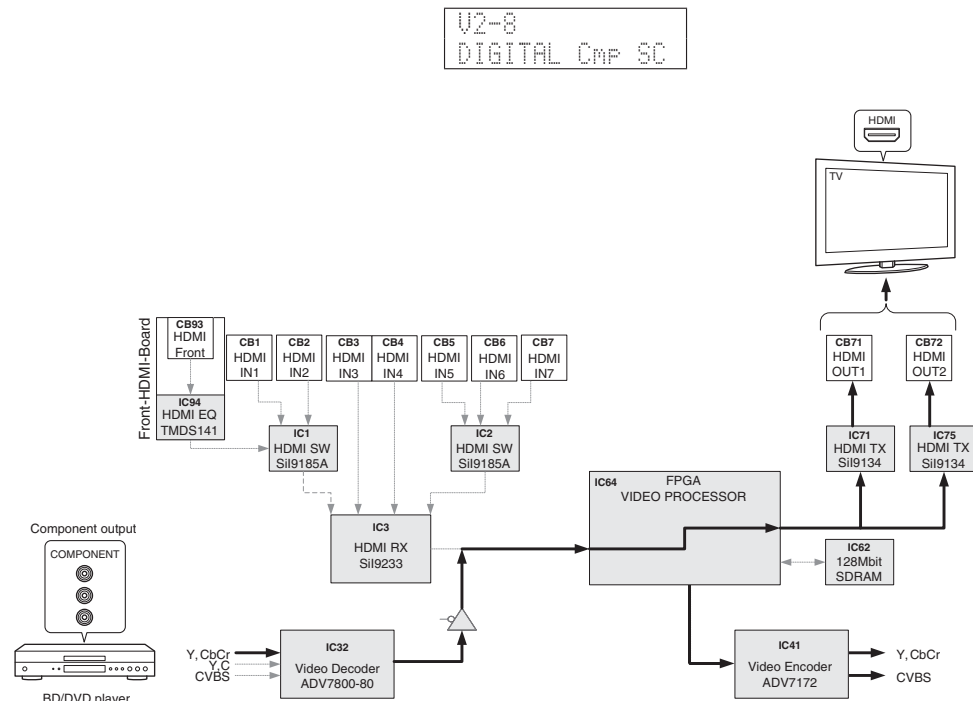 V2-8
DIGITAL Cmp SC
HDMI
TV
Front-HDMI-Board
CB93
HDMI
Front
CB1
HDMI
IN1
CB2
HDMI
IN2
CB3
HDMI
IN3
CB4
HDMI
IN4
CB5
HDMI
IN5
CB6
HDMI
IN6
CB7
HDMI
IN7
CB71
HDMI
OUT1
CB72
HDMI
OUT2
IC94
HDMI EQ
TMDS141
IC1
HDMI SW
SiI9185A
IC2
HDMI SW
SiI9185A
IC71
HDMI TX
SiI9134
IC75
HDMI TX
SiI9134
IC64
FPGA
VIDEO PROCESSOR
IC3
HDMI RX
SiI9233
IC62
128Mbit
SDRAM
Component output
COMPONENT
BD/DVD player
Y, CbCr
Y,C
CVBS
IC32
Video Decoder
ADV7800-80
IC41
Video Encoder
ADV7172
Y, CbCr
CVBS